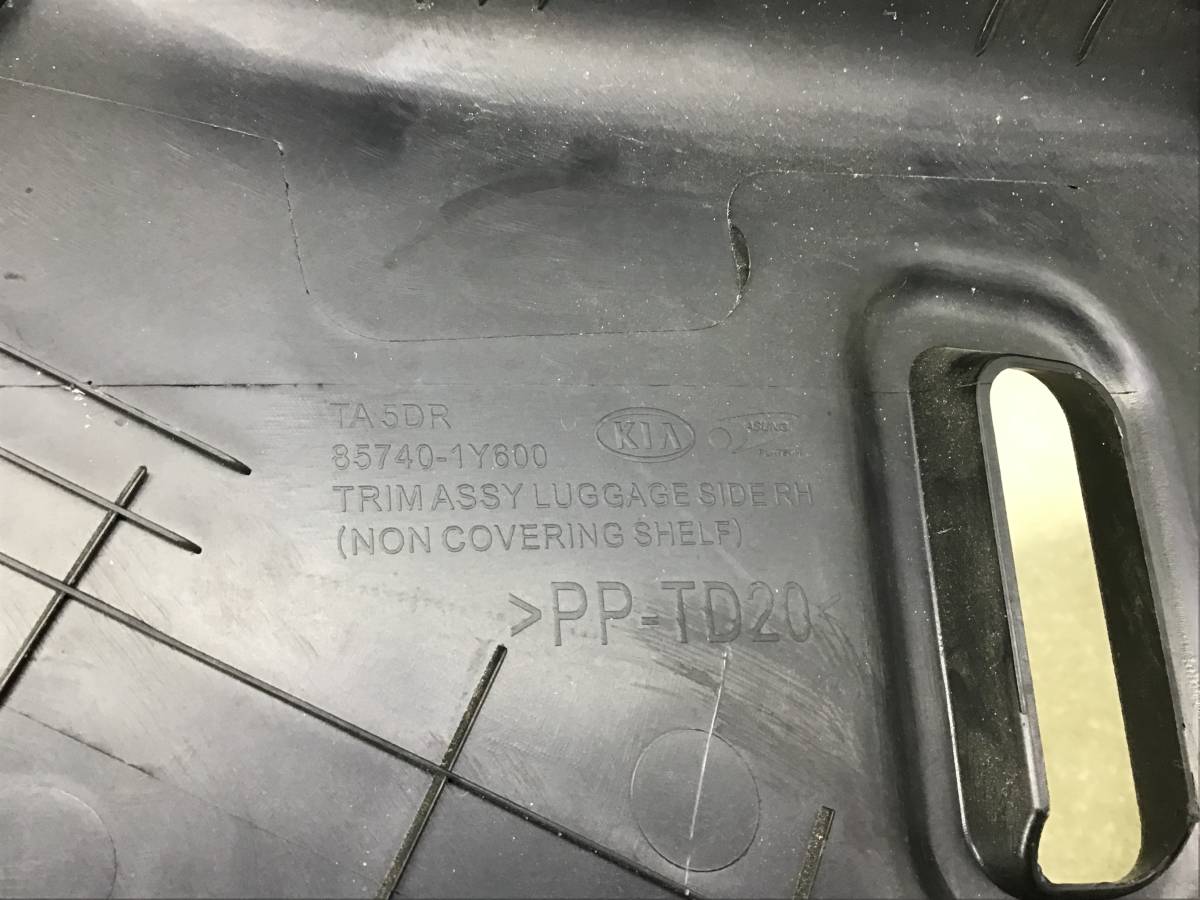 TA 5DR
85740-1Y600
KIA
TRIM ASSY LUGGAGE SIDE RH
(NON COVERING SHELF)
>PP-TD20<